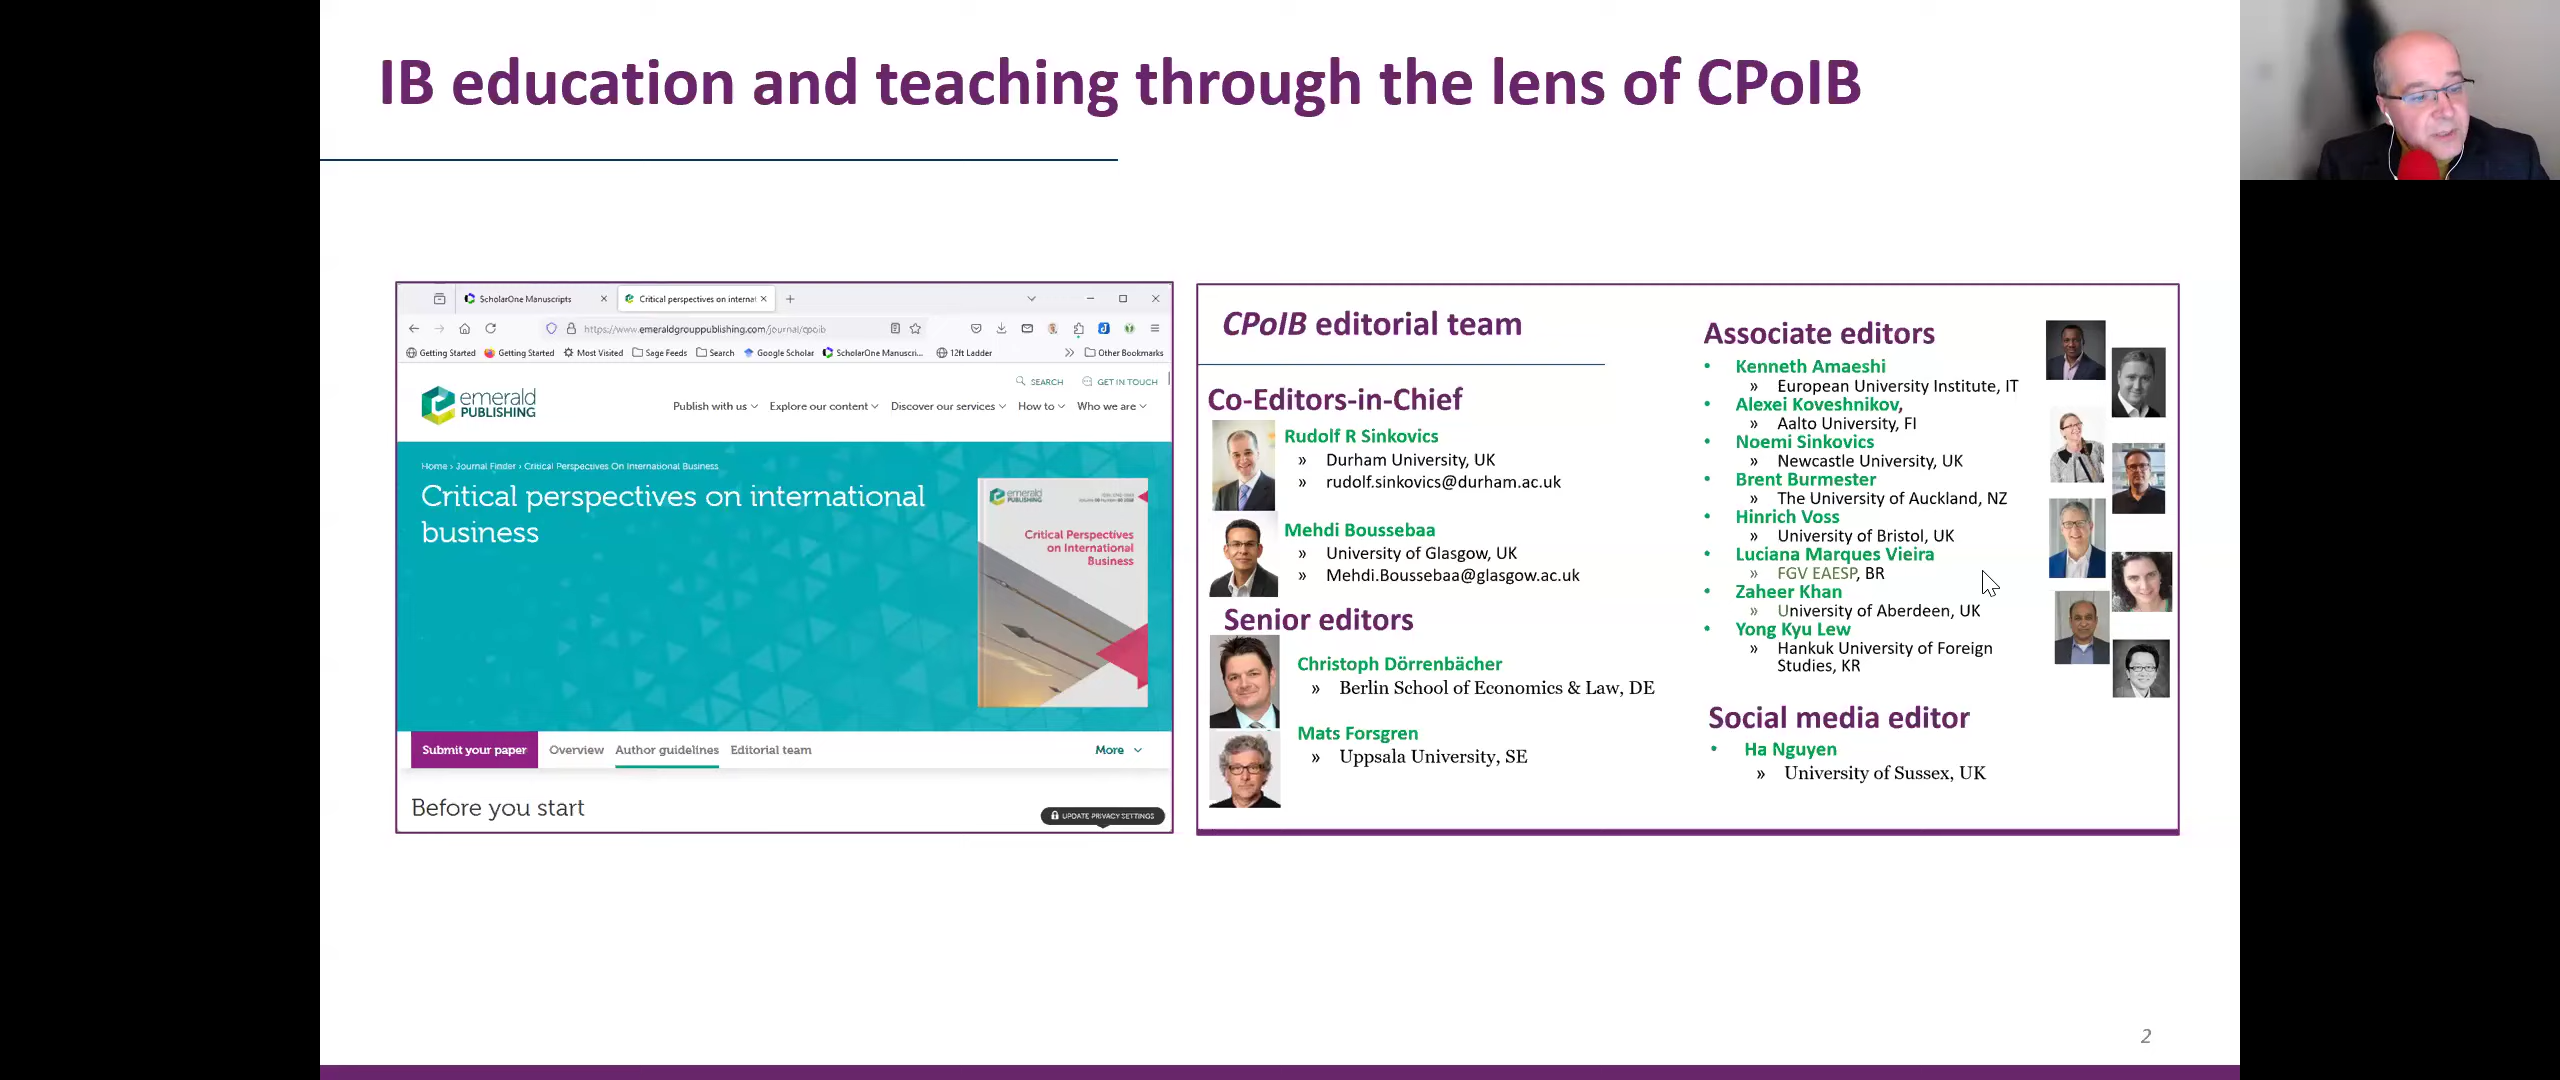 IB education and teaching through the lens of CPoIB
ScholarOne Manuscripts
Critical perspectives on interna
https://www.emeraldgrouppublishing.com/journal/cpoib
Getting Started
Getting Started
Most Visited
Sage Feeds
Search
Google Scholar
ScholarOne Manuscri...
12ft Ladder
Other Bookmarks
SEARCH
GET IN TOUCH
emerald
PUBLISHING
Publish with us
Explore our content
Discover our services
How to
Who we are
Home › Journal Finder › Critical Perspectives On International Business
Critical perspectives on international
business
emerald
PUBLISHING
Critical Perspectives
on International
Business
Submit your paper
Overview
Author guidelines
Editorial team
More
Before you start
UPDATE PRIVACY SETTINGS
CPoIB editorial team
Co-Editors-in-Chief
Rudolf R Sinkovics
» Durham University, UK
» rudolf.sinkovics@durham.ac.uk
Mehdi Boussebaa
» University of Glasgow, UK
» Mehdi.Boussebaa@glasgow.ac.uk
Senior editors
Christoph Dörrenbächer
» Berlin School of Economics & Law, DE
Mats Forsgren
» Uppsala University, SE
Associate editors
• Kenneth Amaeshi
» European University Institute, IT
• Alexei Koveshnikov,
» Aalto University, FI
• Noemi Sinkovics
» Newcastle University, UK
• Brent Burmester
» The University of Auckland, NZ
• Hinrich Voss
» University of Bristol, UK
• Luciana Marques Vieira
» FGV EAESP, BR
• Zaheer Khan
» University of Aberdeen, UK
• Yong Kyu Lew
» Hankuk University of Foreign
Studies, KR
Social media editor
• Ha Nguyen
» University of Sussex, UK
2